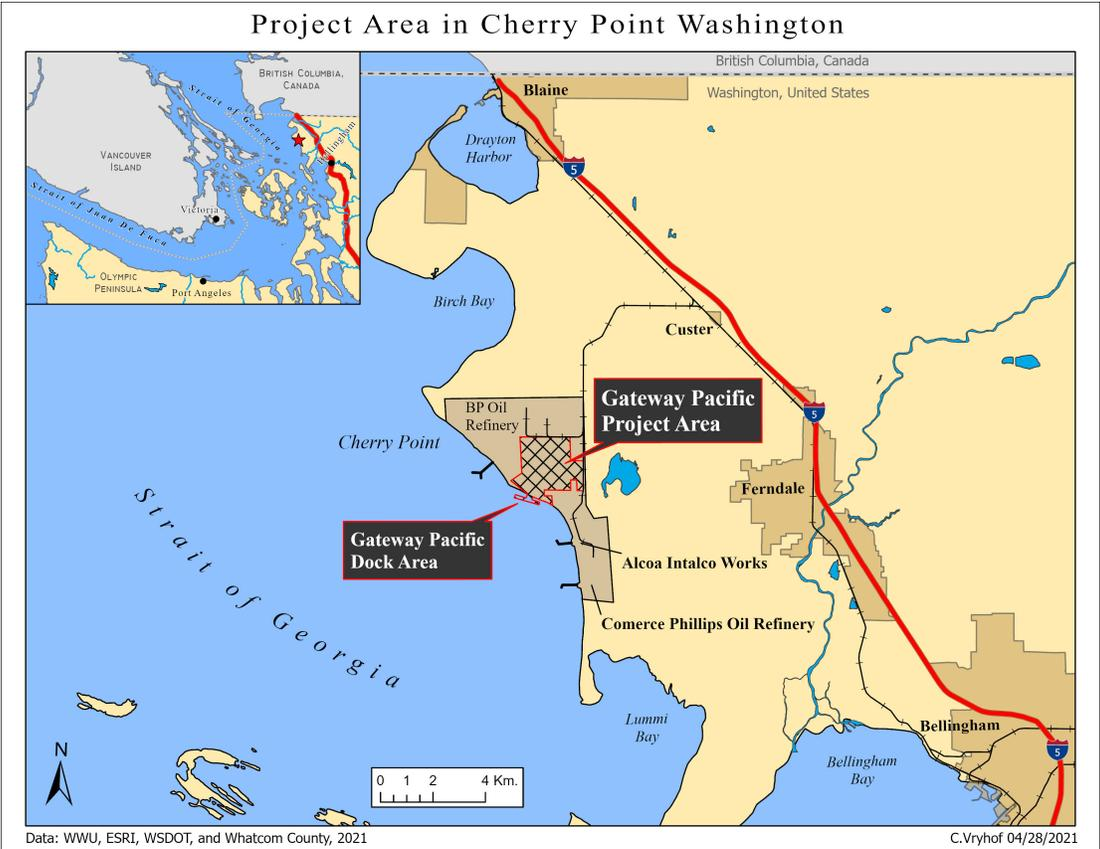 Project Area in Cherry Point Washington
BRITISH COLUMBIA,
CANADA
Strait of Georgia
Bellingham
VANCOUVER
ISLAND
Victoria
Strait of Juan De Fuca
OLYMPIC
PENINSULA
Port Angeles
British Columbia, Canada
Washington, United States
Blaine
Drayton
Harbor
5
Birch Bay
Custer
Gateway Pacific
Project Area
BP Oil
Refinery
5
Cherry Point
Ferndale
Gateway Pacific
Dock Area
Alcoa Intalco Works
Comerce Phillips Oil Refinery
Strait of Georgia
Lummi
Bay
Bellingham
5
Bellingham
Bay
N
0 1 2 4 Km.
Data: WWU, ESRI, WSDOT, and Whatcom County, 2021
C.Vryhof 04/28/2021